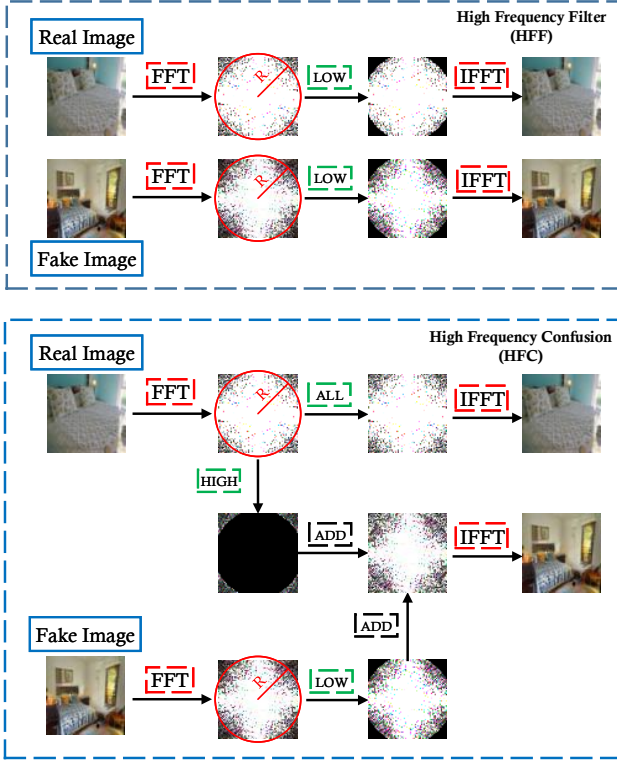 High Frequency Filter
(HFF)
Real Image
FFT
R
LOW
IFFT
FFT
R
LOW
IFFT
Fake Image
High Frequency Confusion
(HFC)
Real Image
FFT
R
ALL
IFFT
HIGH
ADD
IFFT
ADD
Fake Image
FFT
R
LOW